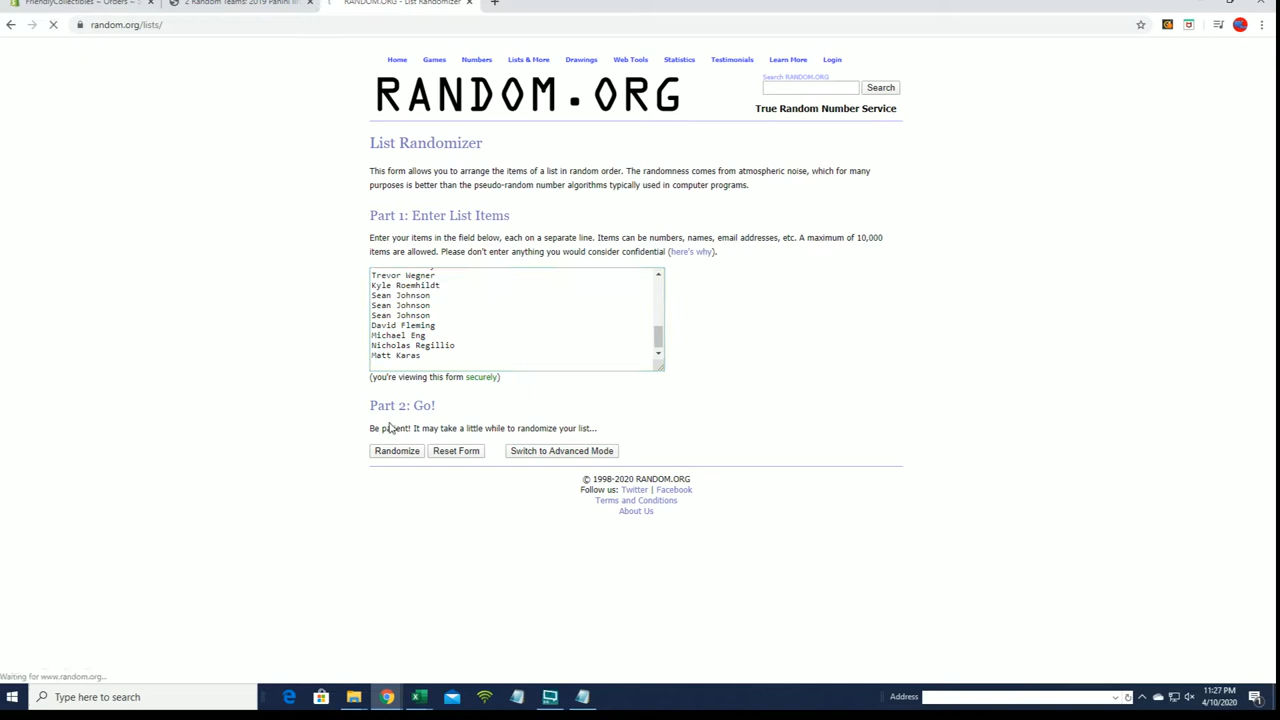 FriendlyCollectibles ~ Orders ~
2 Random Teams: 2019 Panini
RANDOM.ORG - List Randomizer
random.org/lists/
Home Games Numbers Lists & More Drawings Web Tools Statistics Testimonials Learn More Login
RANDOM.ORG
Search RANDOM.ORG
Search
True Random Number Service
List Randomizer
This form allows you to arrange the items of a list in random order. The randomness comes from atmospheric noise, which for many
purposes is better than the pseudo-random number algorithms typically used in computer programs.
Part 1: Enter List Items
Enter your items in the field below, each on a separate line. Items can be numbers, names, email addresses, etc. A maximum of 10,000
items are allowed. Please don't enter anything you would consider confidential (here's why).
Trevor Wegner
Kyle Roemhildt
Sean Johnson
Sean Johnson
Sean Johnson
David Fleming
Michael Eng
Nicholas Regillio
Matt Karas
(you're viewing this form securely)
Part 2: Go!
Be patient! It may take a little while to randomize your list...
Randomize Reset Form Switch to Advanced Mode
© 1998-2020 RANDOM.ORG
Follow us: Twitter | Facebook
Terms and Conditions
About Us
Waiting for www.random.org...
Type here to search
Address
11:27 PM
4/10/2020